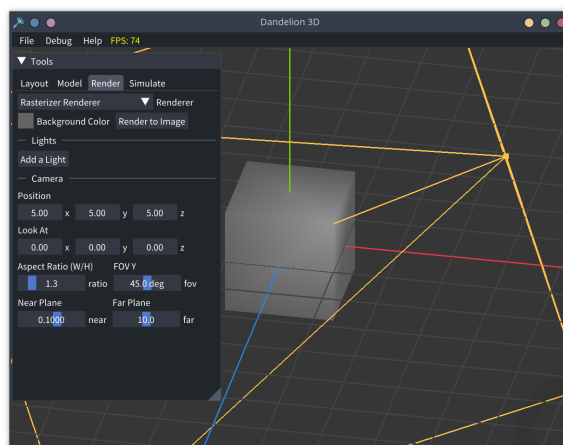 Dandelion 3D
File Debug Help FPS: 74
Tools
Layout Model Render Simulate
Rasterizer Renderer Renderer
Background Color Render to Image
Lights
Add a Light
Camera
Position
5.00 x 5.00 y 5.00 z
Look At
0.00 x 0.00 y 0.00 z
Aspect Ratio (W/H) FOV Y
1.3 ratio 45.0 deg fov
Near Plane Far Plane
0.1000 near 10.0 far